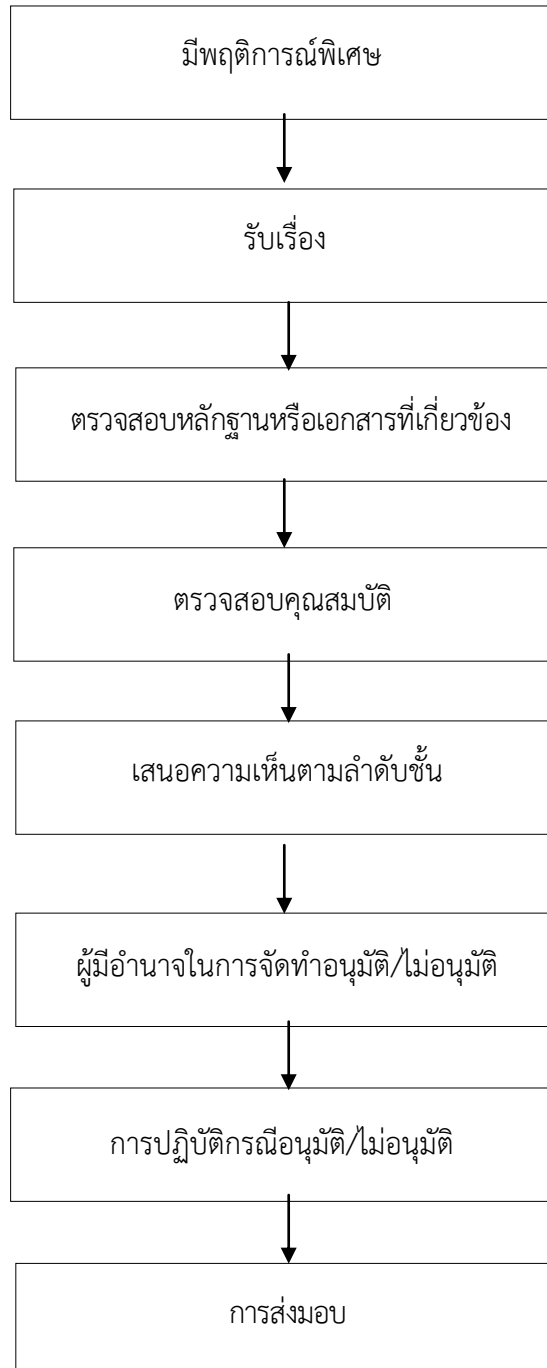 มีพฤติการณ์พิเศษ
รับเรื่อง
ตรวจสอบหลักฐานหรือเอกสารที่เกี่ยวข้อง
ตรวจสอบคุณสมบัติ
เสนอความเห็นตามลำดับชั้น
ผู้มีอำนาจในการจัดทำอนุมัติ/ไม่อนุมัติ
การปฏิบัติกรณีอนุมัติ/ไม่อนุมัติ
การส่งมอบ